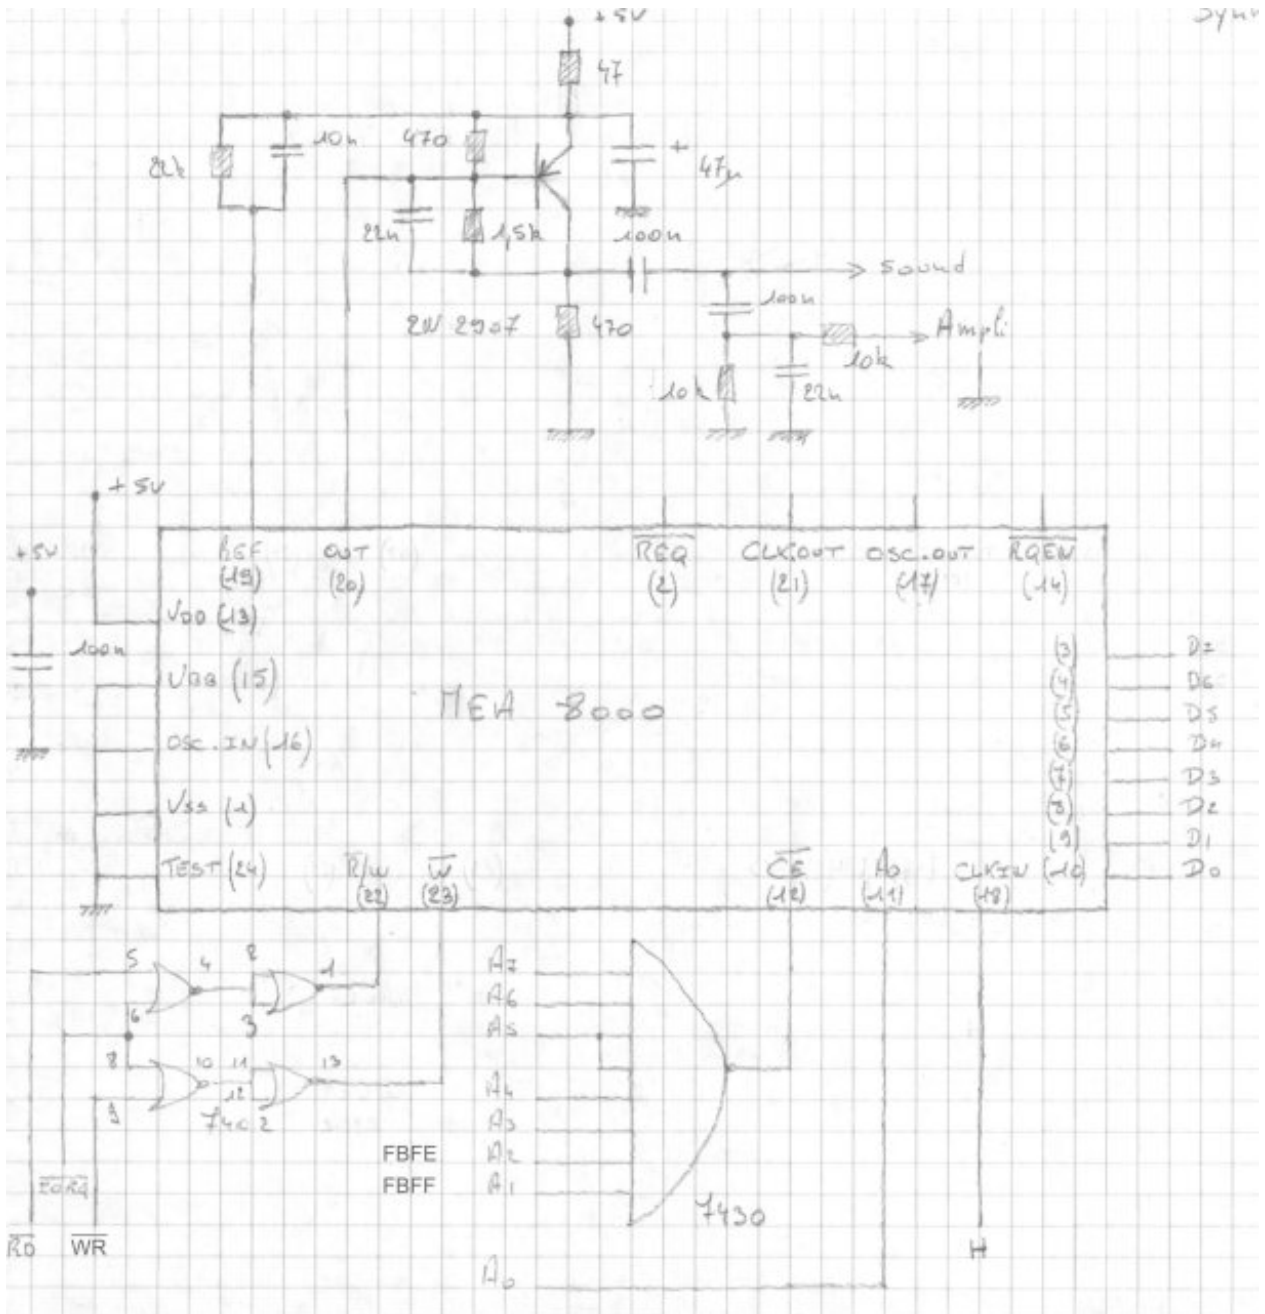 +5V
47
22k
10n
470
47µ
22n
1,5k
100n
Sound
100n
2N 2907
470
Ampli
10k
10k
22n
+5V
+5V
REF
(19)
OUT
(20)
REQ
(2)
CLK.OUT
(21)
OSC.OUT
(17)
RQEN
(14)
VDD (13)
100n
VBB (15)
MEA 8000
OSC.IN (16)
VSS (1)
TEST (24)
(3) D7
(4) D6
(5) D5
(6) D4
(7) D3
(8) D2
(9) D1
(10) D0
R/W
(22)
W
(23)
CE
(12)
A0
(11)
CLKIN
(18)
5
4
2
1
6
3
8
10
11
13
9
12
7402
A7
A6
A5
A4
A3
FBFE A2
FBFF A1
7430
IORQ
RD WR
H
A0